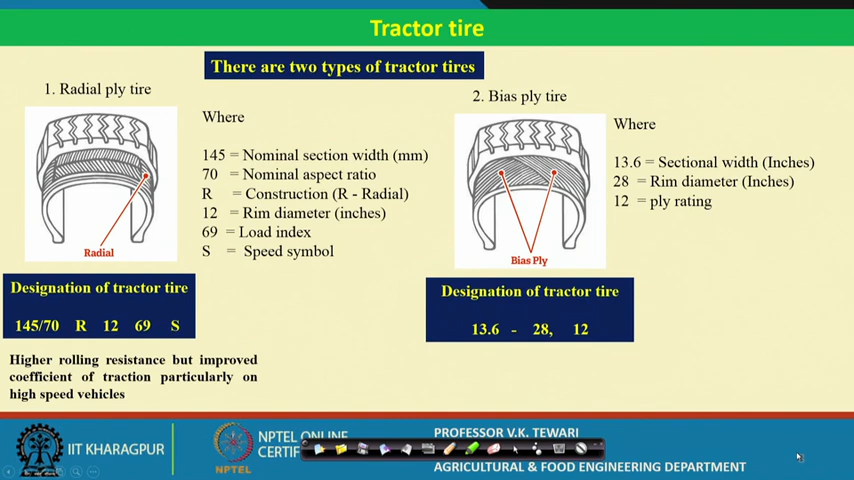 Tractor tire
There are two types of tractor tires
1. Radial ply tire
Radial
Where
145 = Nominal section width (mm)
70 = Nominal aspect ratio
R = Construction (R - Radial)
12 = Rim diameter (inches)
69 = Load index
S = Speed symbol
Designation of tractor tire
145/70 R 12 69 S
Higher rolling resistance but improved
coefficient of traction particularly on
high speed vehicles
2. Bias ply tire
Bias Ply
Where
13.6 = Sectional width (Inches)
28 = Rim diameter (Inches)
12 = ply rating
Designation of tractor tire
13.6 - 28, 12
IIT KHARAGPUR
NPTEL
NPTEL ONLINE
CERTIF
PROFESSOR V.K. TEWARI
AGRICULTURAL & FOOD ENGINEERING DEPARTMENT